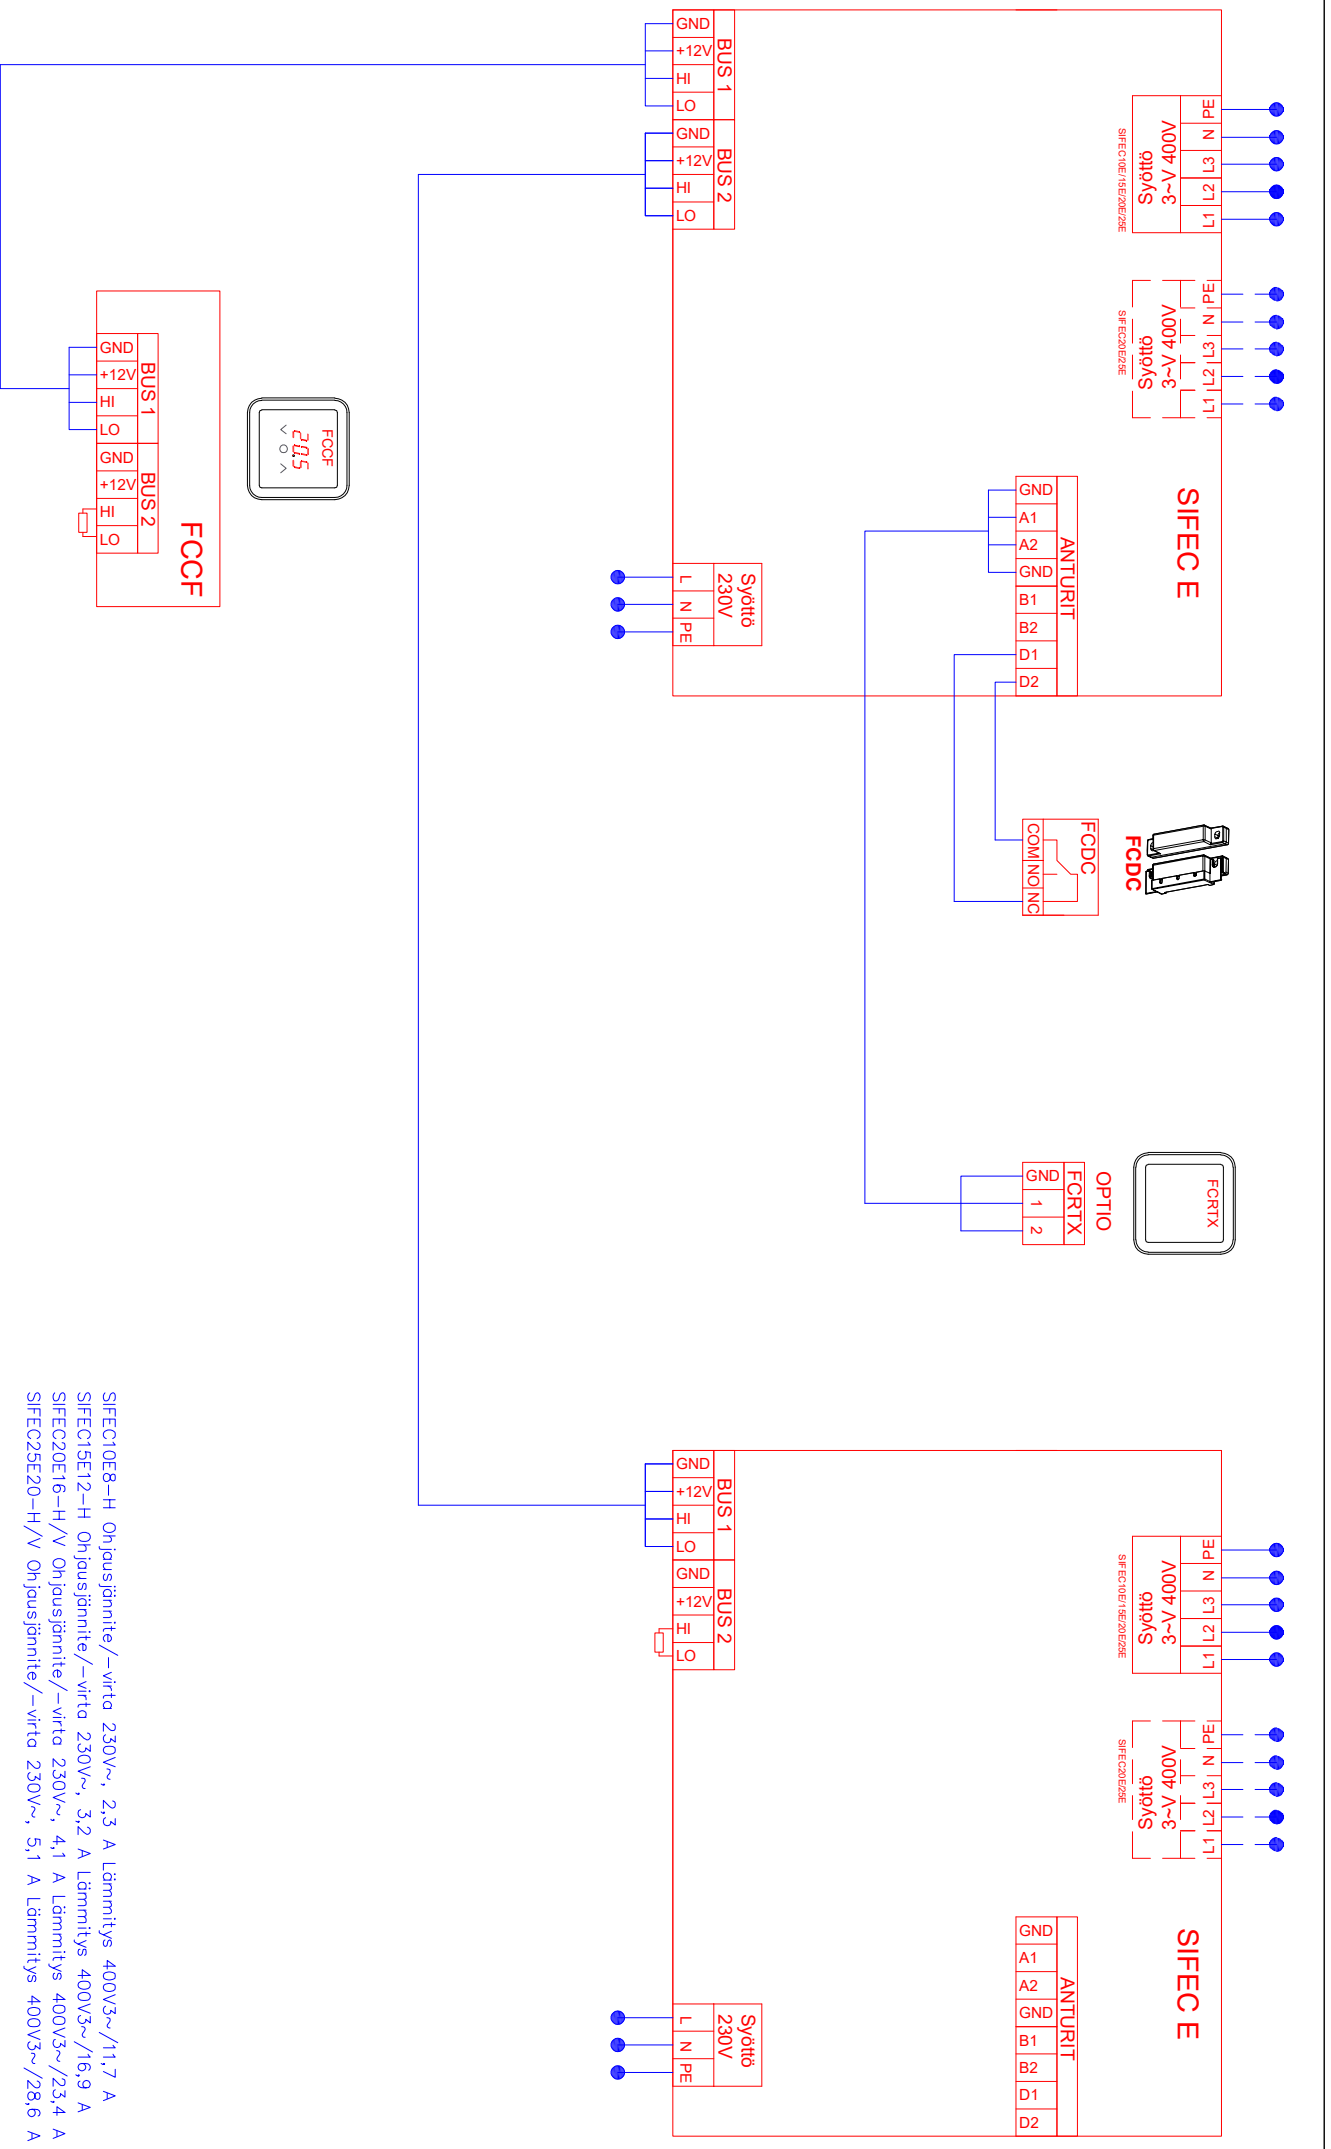 SIFEC E
PE N L3 L2 L1
3~V 400V
Syöttö
SIFEC10E/15E/20E/25E
PE N L3 L2 L1
3~V 400V
Syöttö
SIFEC20E/25E
ANTURIT
GND A1 A2 GND B1 B2 D1 D2
BUS 1
GND +12V HI LO
BUS 2
GND +12V HI LO
Syöttö
230V
L N PE
FCDC
FCDC
COM NO NC
FCRTX
OPTIO
FCRTX
GND 1 2
SIFEC E
PE N L3 L2 L1
3~V 400V
Syöttö
SIFEC10E/15E/20E/25E
PE N L3 L2 L1
3~V 400V
Syöttö
SIFEC20E/25E
ANTURIT
GND A1 A2 GND B1 B2 D1 D2
BUS 1
GND +12V HI LO
BUS 2
GND +12V HI LO
Syöttö
230V
L N PE
FCCF
20.5
FCCF
BUS 1
GND +12V HI LO
BUS 2
GND +12V HI LO
SIFEC10E8-H Ohjausjännite/-virta 230V~, 2,3 A Lämmitys 400V3~/11,7 A
SIFEC15E12-H Ohjausjännite/-virta 230V~, 3,2 A Lämmitys 400V3~/16,9 A
SIFEC20E16-H/V Ohjausjännite/-virta 230V~, 4,1 A Lämmitys 400V3~/23,4 A
SIFEC25E20-H/V Ohjausjännite/-virta 230V~, 5,1 A Lämmitys 400V3~/28,6 A